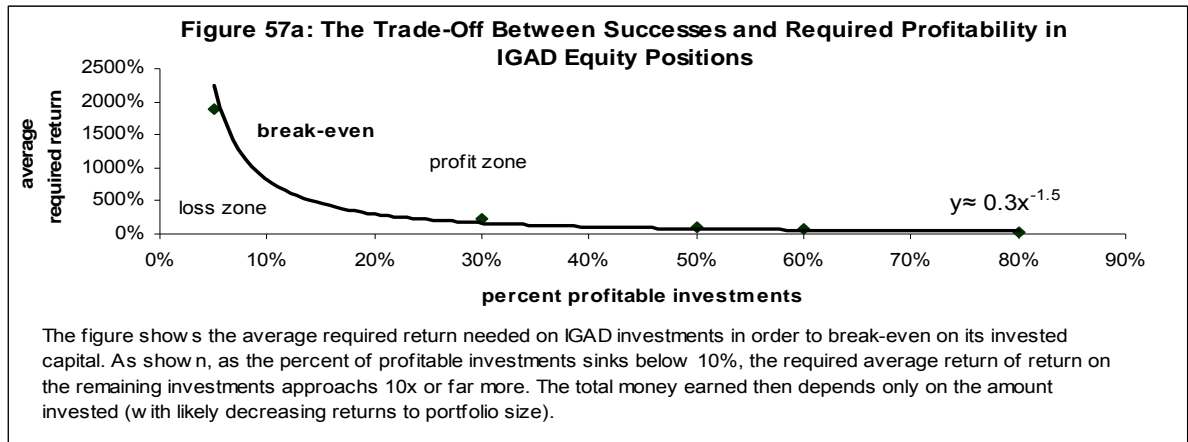 Figure 57a: The Trade-Off Between Successes and Required Profitability in
IGAD Equity Positions
average
required return
2500%
2000%
1500%
1000%
500%
0%
break-even
profit zone
loss zone
y≈ 0.3x^-1.5
0% 10% 20% 30% 40% 50% 60% 70% 80% 90%
percent profitable investments
The figure shows the average required return needed on IGAD investments in order to break-even on its invested
capital. As shown, as the percent of profitable investments sinks below 10%, the required average return of return on
the remaining investments approachs 10x or far more. The total money earned then depends only on the amount
invested (with likely decreasing returns to portfolio size).